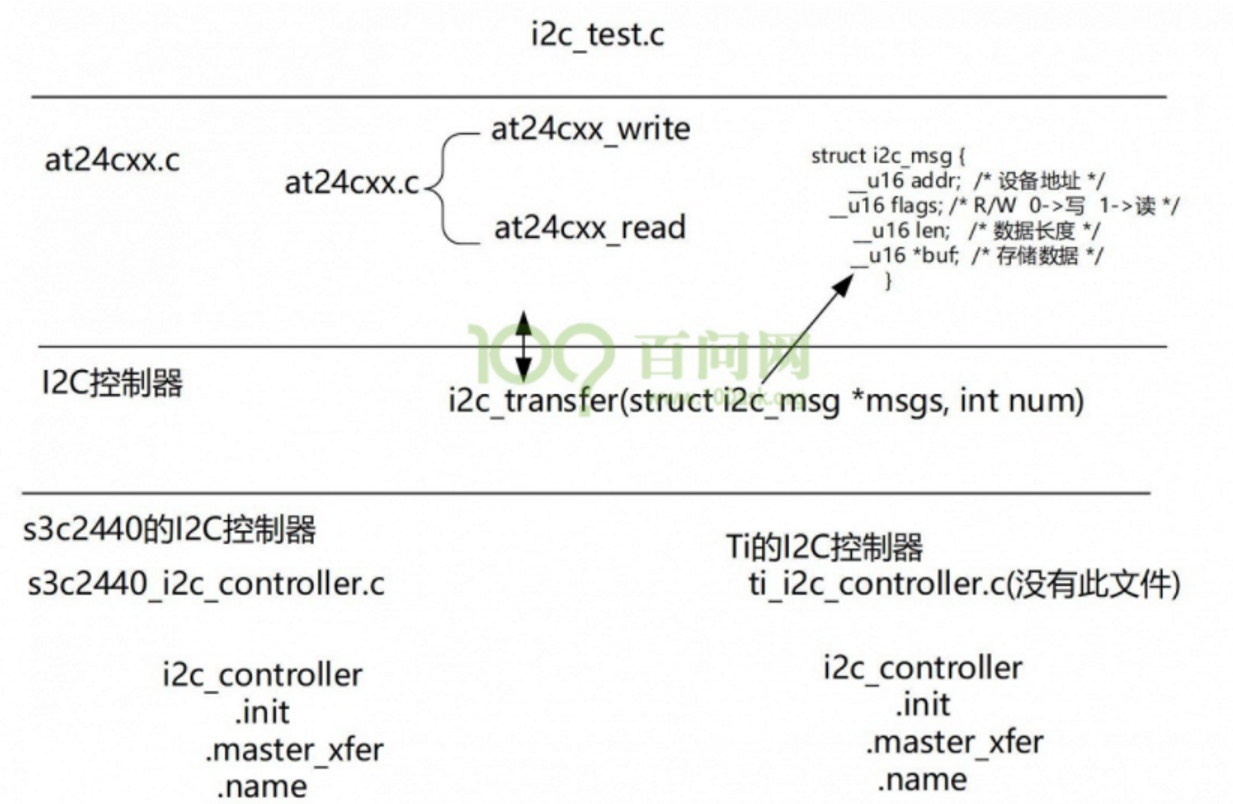 i2c_test.c
at24cxx.c
at24cxx.c
at24cxx_write
at24cxx_read
struct i2c_msg {
__u16 addr; /* 设备地址 */
__u16 flags; /* R/W 0->写 1->读 */
__u16 len; /* 数据长度 */
__u16 *buf; /* 存储数据 */
}
100 百问网
I2C控制器
i2c_transfer(struct i2c_msg *msgs, int num)
s3c2440的I2C控制器
s3c2440_i2c_controller.c
i2c_controller
.init
.master_xfer
.name
Ti的I2C控制器
ti_i2c_controller.c(没有此文件)
i2c_controller
.init
.master_xfer
.name